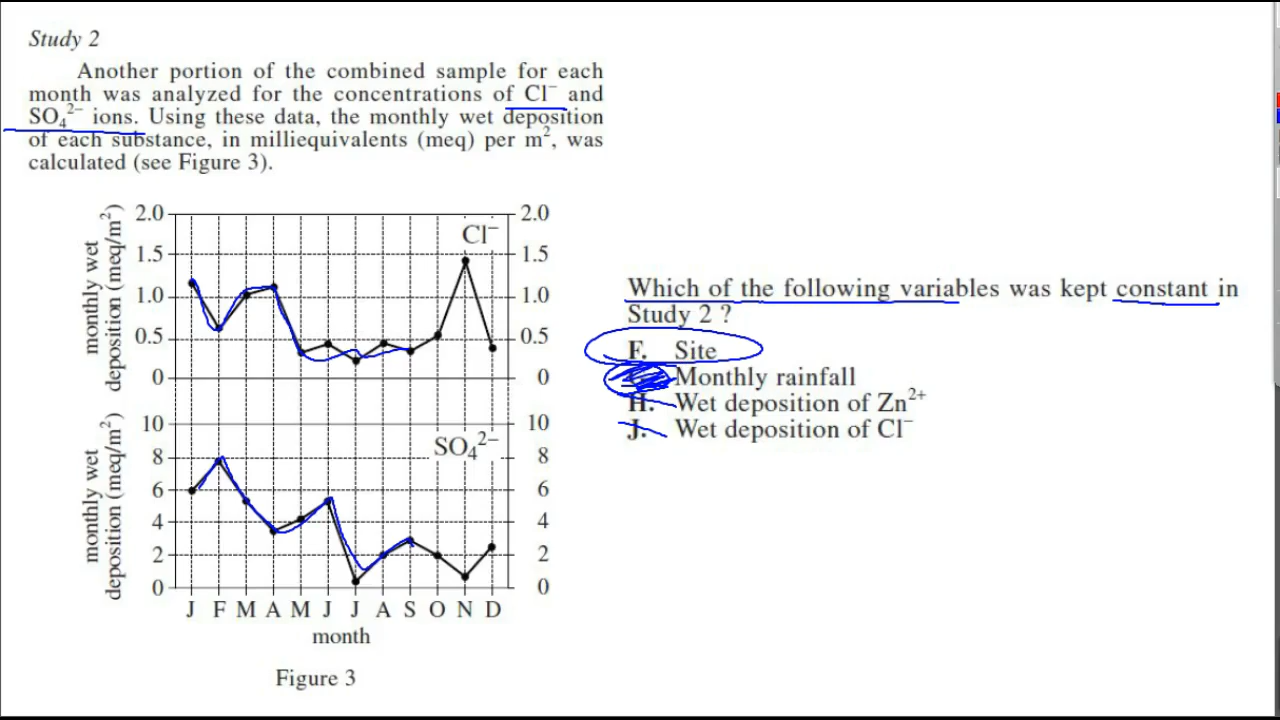 Study 2
Another portion of the combined sample for each
month was analyzed for the concentrations of Cl⁻ and
SO₄²⁻ ions. Using these data, the monthly wet deposition
of each substance, in milliequivalents (meq) per m², was
calculated (see Figure 3).
monthly wet
deposition (meq/m²)
2.0
1.5
1.0
0.5
0
Cl⁻
2.0
1.5
1.0
0.5
0
monthly wet
deposition (meq/m²)
10
8
6
4
2
0
SO₄²⁻
10
8
6
4
2
0
J F M A M J J A S O N D
month
Figure 3
Which of the following variables was kept constant in
Study 2 ?
F. Site
Monthly rainfall
H. Wet deposition of Zn²⁺
J. Wet deposition of Cl⁻